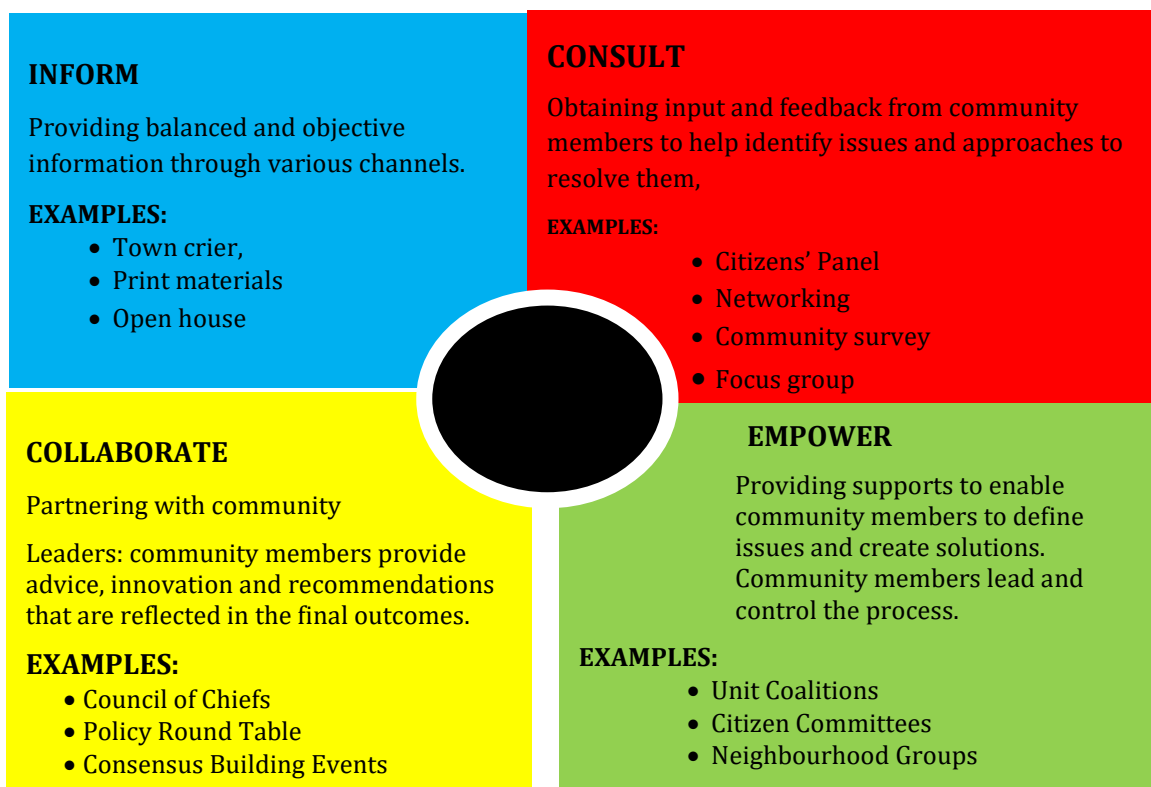 INFORM
Providing balanced and objective
information through various channels.
EXAMPLES:
• Town crier,
• Print materials
• Open house
CONSULT
Obtaining input and feedback from community
members to help identify issues and approaches to
resolve them,
EXAMPLES:
• Citizens’ Panel
• Networking
• Community survey
• Focus group
COLLABORATE
Partnering with community
Leaders: community members provide
advice, innovation and recommendations
that are reflected in the final outcomes.
EXAMPLES:
• Council of Chiefs
• Policy Round Table
• Consensus Building Events
EMPOWER
Providing supports to enable
community members to define
issues and create solutions.
Community members lead and
control the process.
EXAMPLES:
• Unit Coalitions
• Citizen Committees
• Neighbourhood Groups